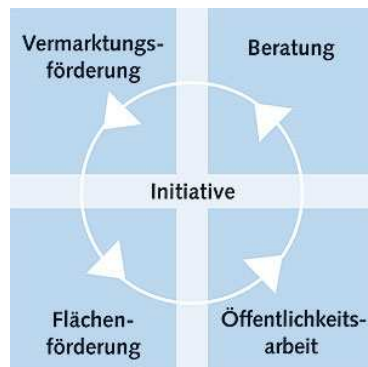 Vermarktungs-
förderung
Beratung
Initiative
Flächen-
förderung
Öffentlichkeits-
arbeit